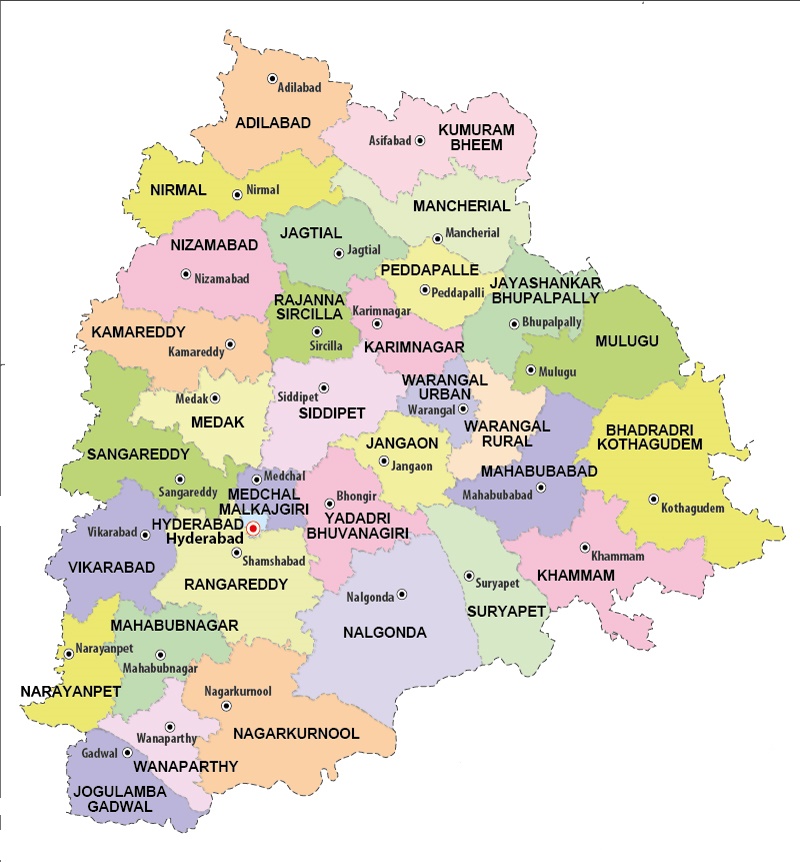 Adilabad
ADILABAD
KUMURAM
BHEEM
Asifabad
NIRMAL
Nirmal
MANCHERIAL
Mancherial
NIZAMABAD
Nizamabad
JAGTIAL
Jagtial
PEDDAPALLE
Peddapalli
JAYASHANKAR
BHUPALPALLY
Bhupalpally
RAJANNA
SIRCILLA
Sircilla
Karimnagar
KARIMNAGAR
KAMAREDDY
Kamareddy
MULUGU
Mulugu
Medak
MEDAK
Siddipet
SIDDIPET
WARANGAL
URBAN
Warangal
WARANGAL
RURAL
JANGAON
Jangaon
BHADRADRI
KOTHAGUDEM
Kothagudem
SANGAREDDY
Sangareddy
MAHABUBABAD
Mahabubabad
Medchal
MEDCHAL
MALKAJGIRI
HYDERABAD
Hyderabad
Bhongir
YADADRI
BHUVANAGIRI
Vikarabad
VIKARABAD
Shamshabad
RANGAREDDY
Khammam
KHAMMAM
Suryapet
SURYAPET
Nalgonda
NALGONDA
MAHABUBNAGAR
Mahabubnagar
Narayanpet
NARAYANPET
Nagarkurnool
NAGARKURNOOL
Wanaparthy
WANAPARTHY
Gadwal
JOGULAMBA
GADWAL